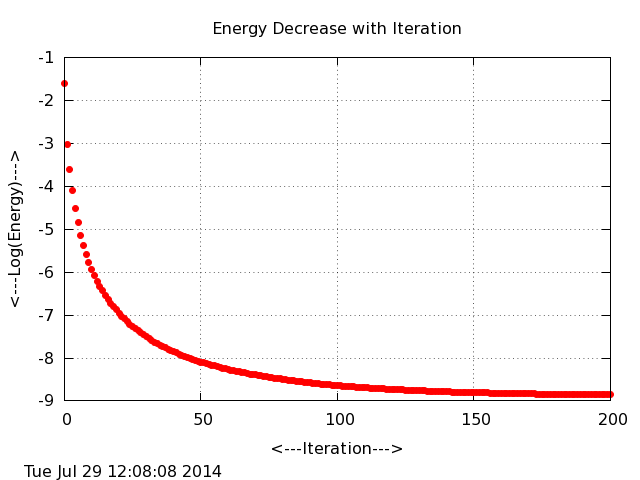 Energy Decrease with Iteration
-1
-2
-3
-4
-5
-6
-7
-8
-9
<---Log(Energy)--->
0 50 100 150 200
<---Iteration--->
Tue Jul 29 12:08:08 2014